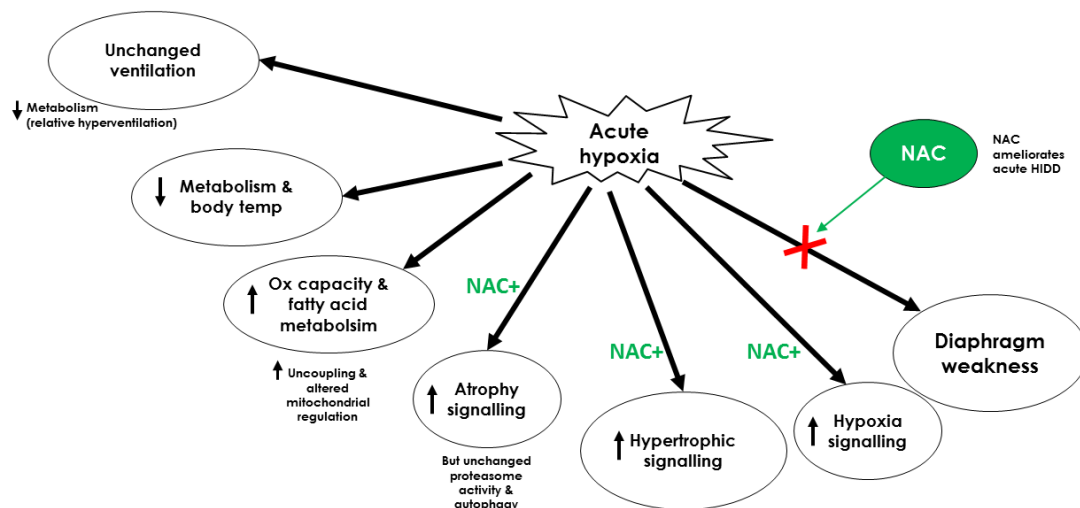 Unchanged
ventilation
Metabolism
(relative hyperventilation)
Acute
hypoxia
NAC
NAC
ameliorates
acute HIDD
Metabolism &
body temp
Ox capacity &
fatty acid
metabolsim
Uncoupling &
altered
mitochondrial
regulation
NAC+
NAC+
NAC+
Atrophy
signalling
But unchanged
proteasome
activity &
autophagy
Hypertrophic
signalling
Hypoxia
signalling
Diaphragm
weakness